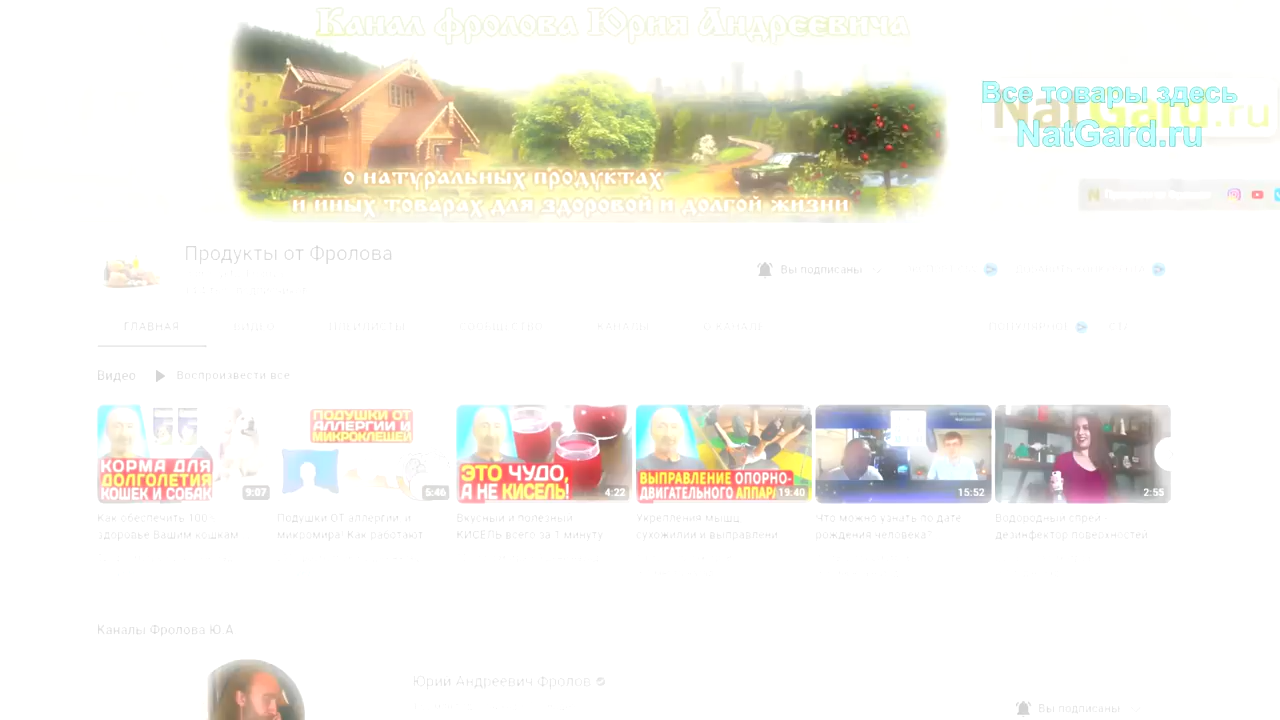 Канал Фролова Юрия Андреевича
Все товары здесь
NatGard.ru
NatGard.ru
о натуральных продуктах
и иных товарах для здоровой и долгой жизни
Продукты от Фролова
Вы подписаны
ГЛАВНАЯ
ВИДЕО
ПЛЕЙЛИСТЫ
СООБЩЕСТВО
КАНАЛЫ
О КАНАЛЕ
Видео
Воспроизвести все
КОРМА ДЛЯ
ДОЛГОЛЕТИЯ
КОШЕК И СОБАК
9:07
ПОДУШКИ ОТ
АЛЛЕРГИИ И
МИКРОКЛЕЩЕЙ
5:46
ЭТО ЧУДО,
А НЕ КИСЕЛЬ!
4:22
ВЫПРАВЛЕНИЕ ОПОРНО-
ДВИГАТЕЛЬНОГО
19:40
15:52
2:55
Как обеспечить 100%
здоровье Вашим кошкам
Подушки ОТ аллергии и
микромира! Как работают
Вкусный и полезный
КИСЕЛЬ всего за 1 минуту
Укрепления мышц
сухожилий и
Что можно узнать по дате
рождения человека?
Водородный спрей -
дезинфектор поверхностей
Каналы Фролова Ю.А
Юрий Андреевич Фролов
Вы подписаны